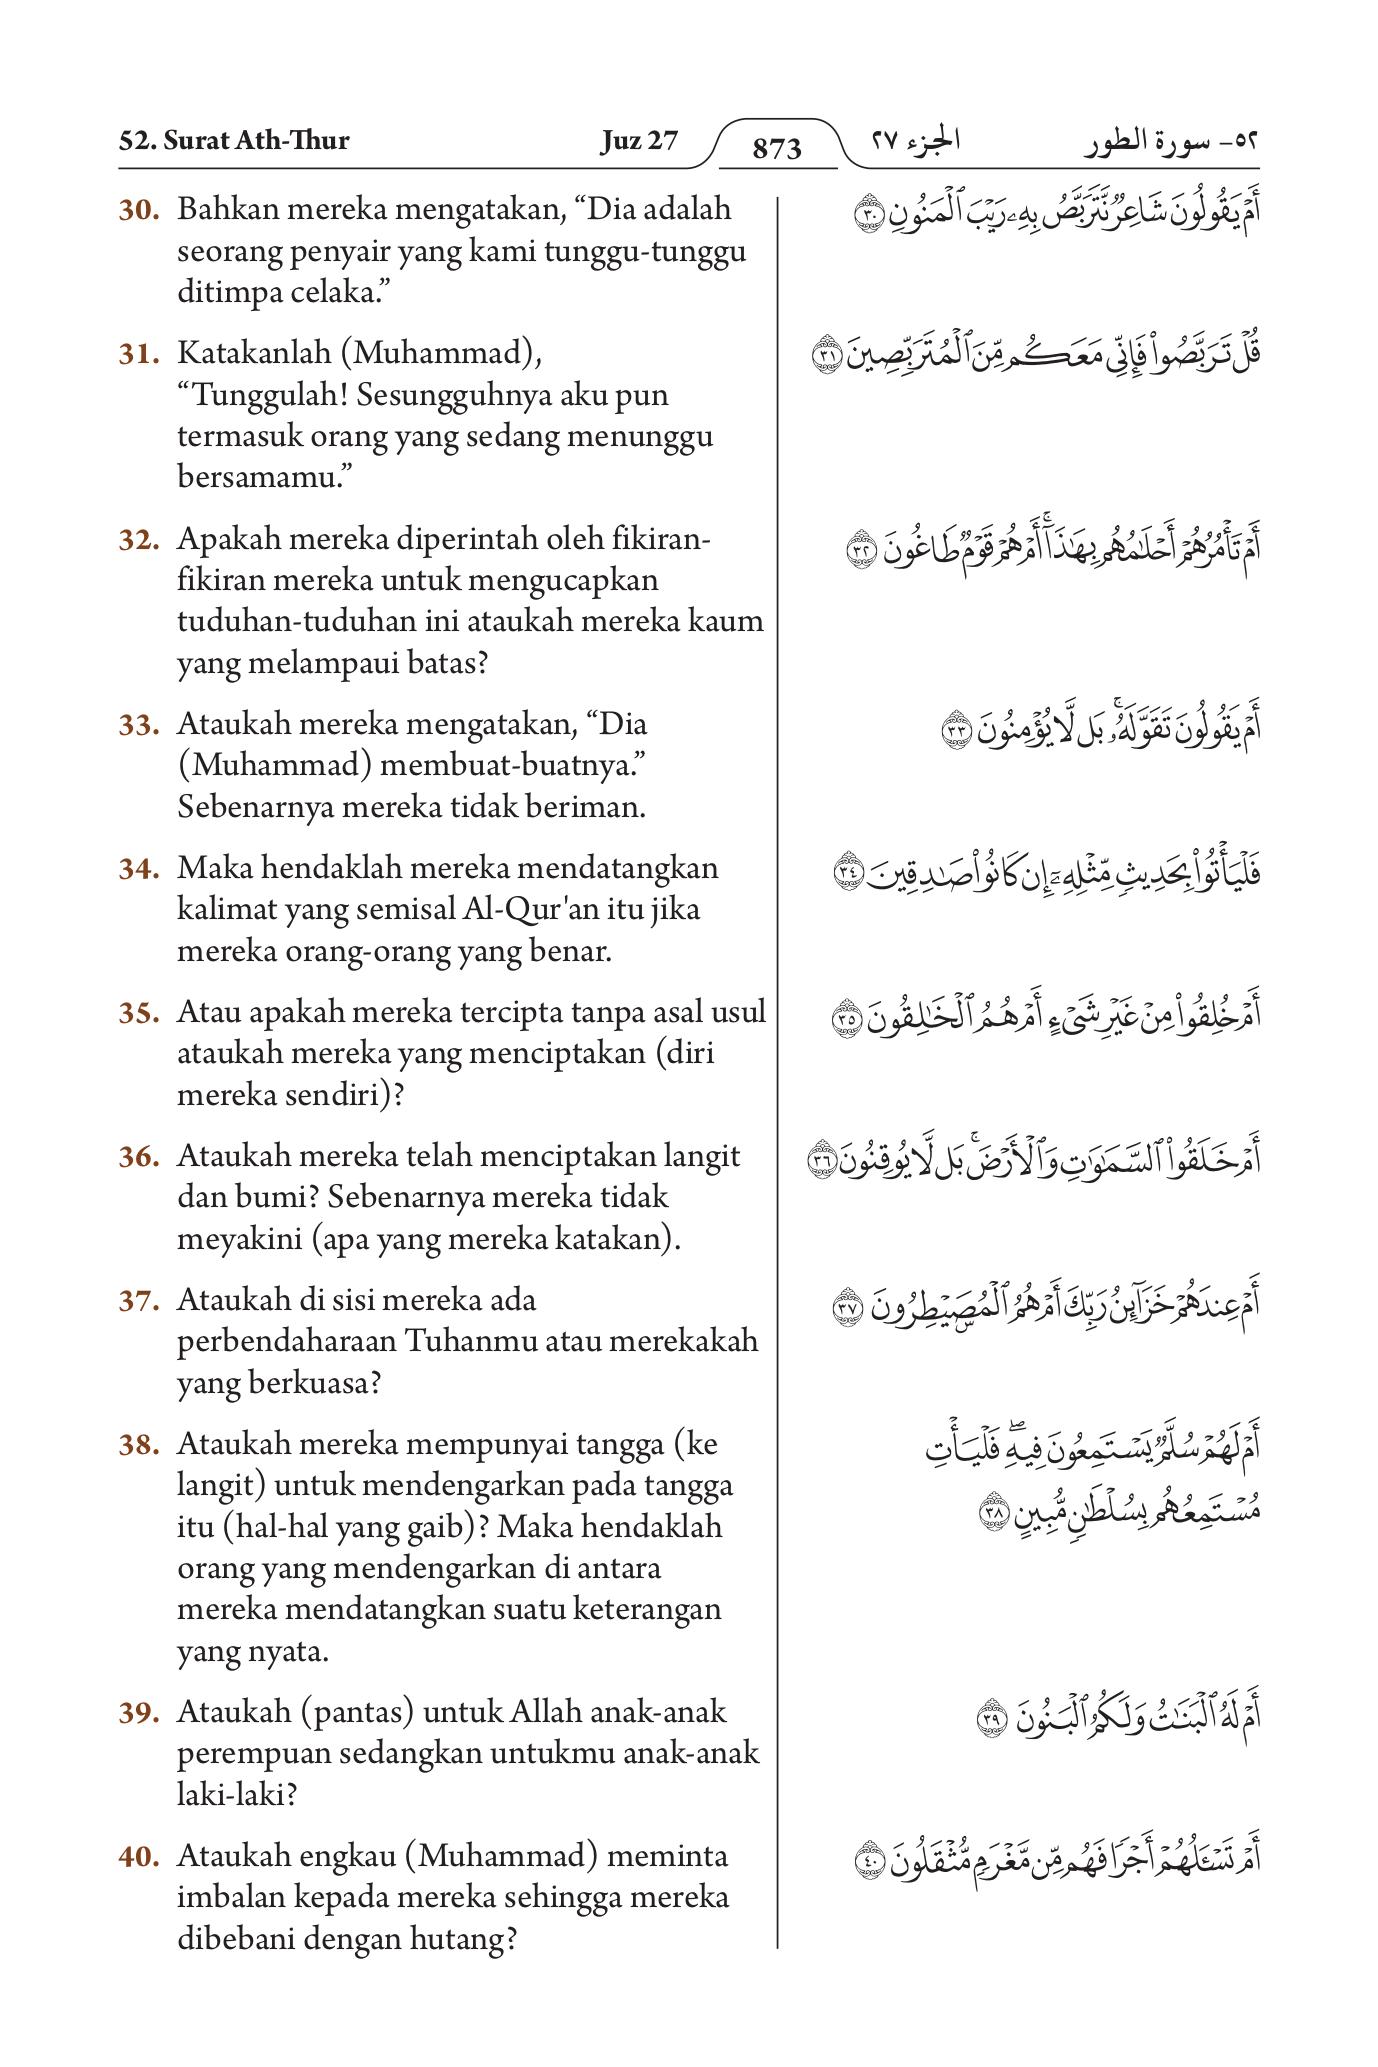 52. Surat Ath-Thur
Juz 27
873
الجزء ٢٧
٥٢- سورة الطور
30. Bahkan mereka mengatakan, “Dia adalah
seorang penyair yang kami tunggu-tunggu
ditimpa celaka.”
أَمْ يَقُولُونَ شَاعِرٌ نَّتَرَبَّصُ بِهِۦ رَيْبَ ٱلْمَنُونِ ٣٠
31. Katakanlah (Muhammad),
“Tunggulah! Sesungguhnya aku pun
termasuk orang yang sedang menunggu
bersamamu.”
قُلْ تَرَبَّصُوا۟ فَإِنِّى مَعَكُم مِّنَ ٱلْمُتَرَبِّصِينَ ٣١
32. Apakah mereka diperintah oleh fikiran-
fikiran mereka untuk mengucapkan
tuduhan-tuduhan ini ataukah mereka kaum
yang melampaui batas?
أَمْ تَأْمُرُهُمْ أَحْلَٰمُهُم بِهَٰذَآ ۚ أَمْ هُمْ قَوْمٌ طَاغُونَ ٣٢
33. Ataukah mereka mengatakan, “Dia
(Muhammad) membuat-buatnya.”
Sebenarnya mereka tidak beriman.
أَمْ يَقُولُونَ تَقَوَّلَهُۥ ۚ بَل لَّا يُؤْمِنُونَ ٣٣
34. Maka hendaklah mereka mendatangkan
kalimat yang semisal Al-Qur'an itu jika
mereka orang-orang yang benar.
فَلْيَأْتُوا۟ بِحَدِيثٍ مِّثْلِهِۦٓ إِن كَانُوا۟ صَٰدِقِينَ ٣٤
35. Atau apakah mereka tercipta tanpa asal usul
ataukah mereka yang menciptakan (diri
mereka sendiri)?
أَمْ خُلِقُوا۟ مِنْ غَيْرِ شَىْءٍ أَمْ هُمُ ٱلْخَٰلِقُونَ ٣٥
36. Ataukah mereka telah menciptakan langit
dan bumi? Sebenarnya mereka tidak
meyakini (apa yang mereka katakan).
أَمْ خَلَقُوا۟ ٱلسَّمَٰوَٰتِ وَٱلْأَرْضَ ۚ بَل لَّا يُوقِنُونَ ٣٦
37. Ataukah di sisi mereka ada
perbendaharaan Tuhanmu atau merekakah
yang berkuasa?
أَمْ عِندَهُمْ خَزَآئِنُ رَبِّكَ أَمْ هُمُ ٱلْمُصَۣيْطِرُونَ ٣٧
38. Ataukah mereka mempunyai tangga (ke
langit) untuk mendengarkan pada tangga
itu (hal-hal yang gaib)? Maka hendaklah
orang yang mendengarkan di antara
mereka mendatangkan suatu keterangan
yang nyata.
أَمْ لَهُمْ سُلَّمٌ يَسْتَمِعُونَ فِيهِ ۖ فَلْيَأْتِ
مُسْتَمِعُهُم بِسُلْطَٰنٍ مُّبِينٍ ٣٨
39. Ataukah (pantas) untuk Allah anak-anak
perempuan sedangkan untukmu anak-anak
laki-laki?
أَمْ لَهُ ٱلْبَنَٰتُ وَلَكُمُ ٱلْبَنُونَ ٣٩
40. Ataukah engkau (Muhammad) meminta
imbalan kepada mereka sehingga mereka
dibebani dengan hutang?
أَمْ تَسْـَٔلُهُمْ أَجْرًا فَهُم مِّن مَّغْرَمٍ مُّثْقَلُونَ ٤٠